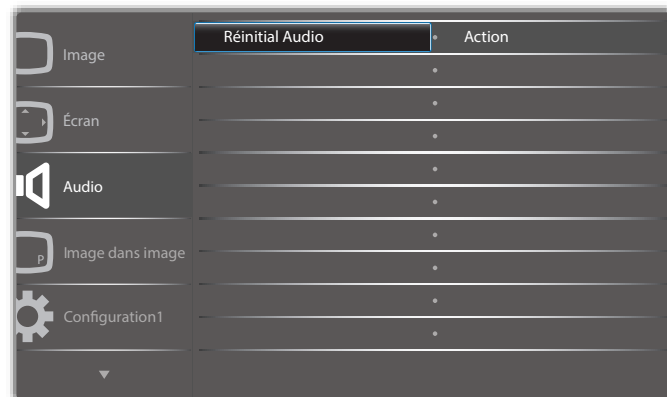 Réinitial Audio
Action
Image
Écran
Audio
Image dans image
P
Configuration1